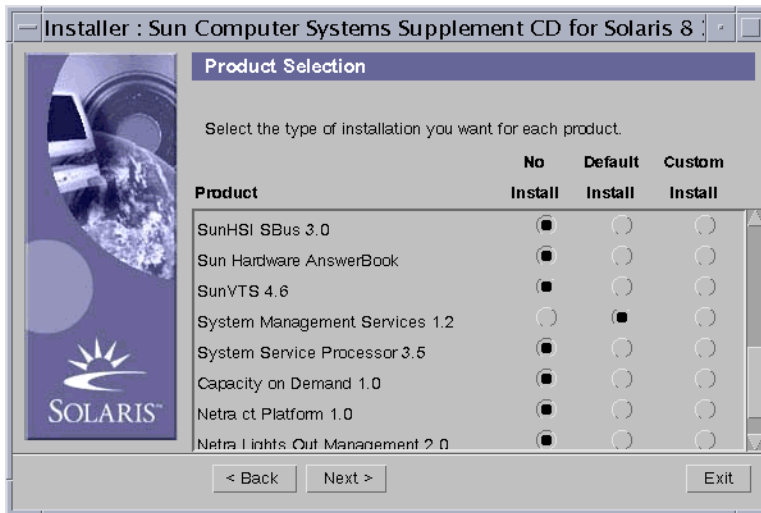 Installer : Sun Computer Systems Supplement CD for Solaris 8
Product Selection
Select the type of installation you want for each product.
No Default Custom
Product Install Install Install
SunHSI SBus 3.0
Sun Hardware AnswerBook
SunVTS 4.6
System Management Services 1.2
System Service Processor 3.5
Capacity on Demand 1.0
Netra ct Platform 1.0
Netra Lights Out Management 2.0
SOLARIS™
< Back Next > Exit